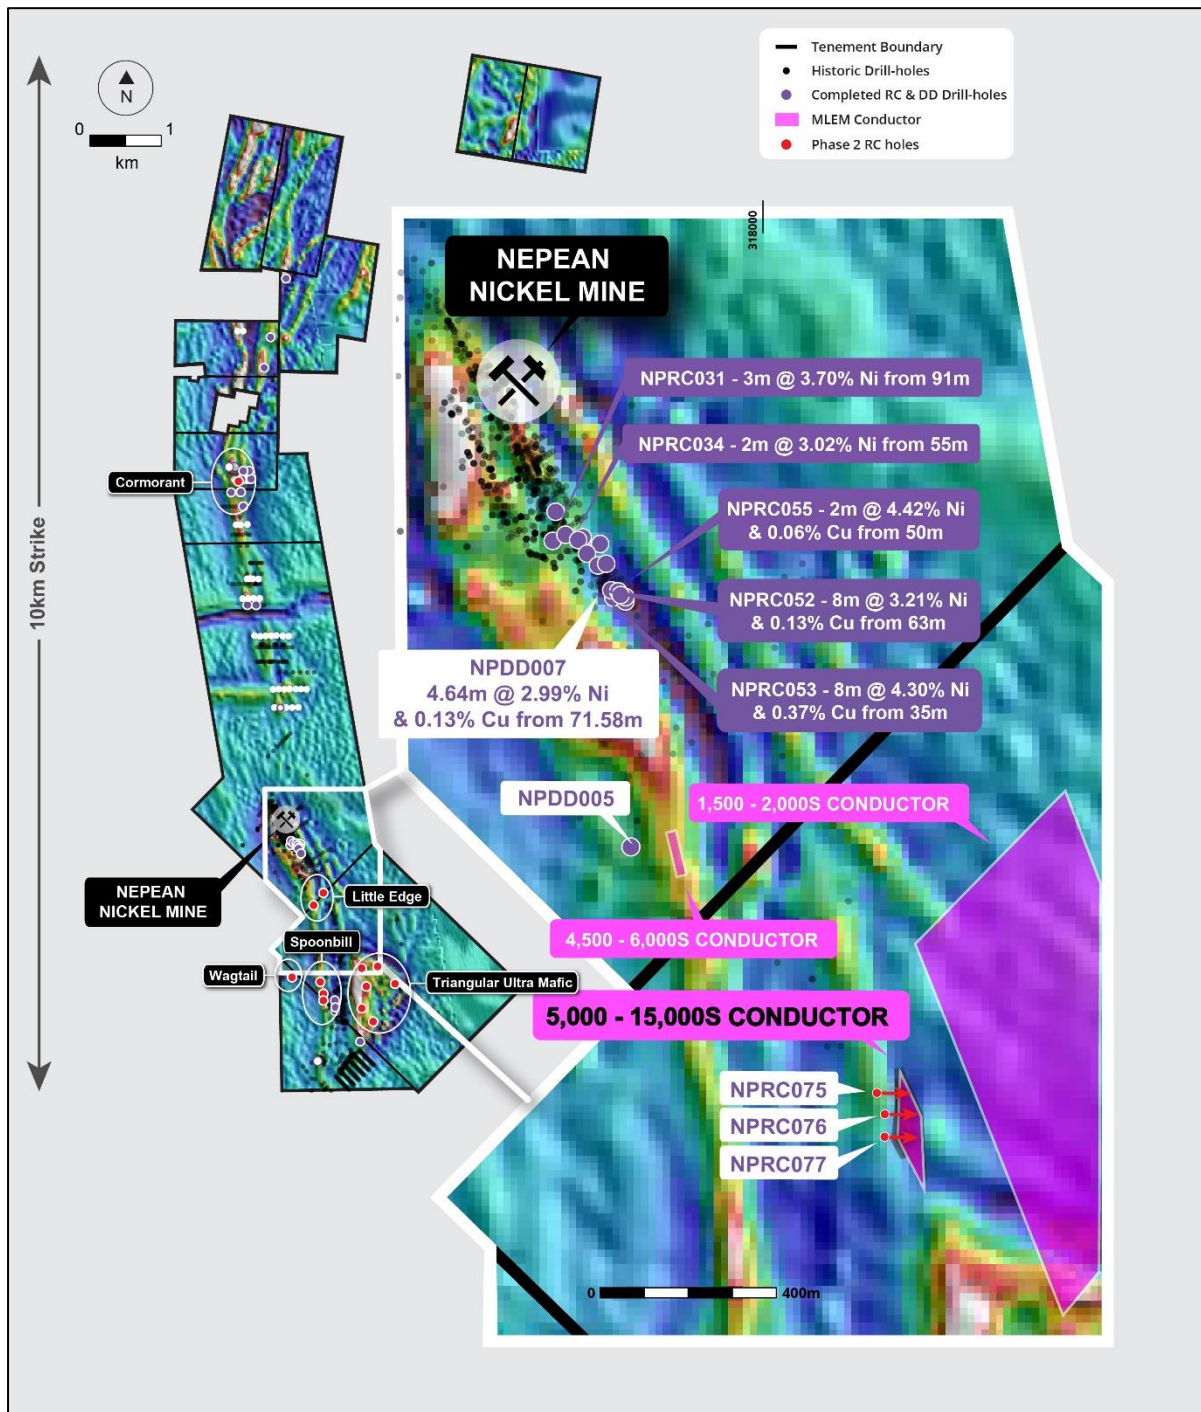 Tenement Boundary
Historic Drill-holes
Completed RC & DD Drill-holes
MLEM Conductor
Phase 2 RC holes
N
0 1
km
10km Strike
318000
NEPEAN
NICKEL MINE
NPRC031 - 3m @ 3.70% Ni from 91m
NPRC034 - 2m @ 3.02% Ni from 55m
NPRC055 - 2m @ 4.42% Ni
& 0.06% Cu from 50m
NPRC052 - 8m @ 3.21% Ni
& 0.13% Cu from 63m
NPRC053 - 8m @ 4.30% Ni
& 0.37% Cu from 35m
NPDD007
4.64m @ 2.99% Ni
& 0.13% Cu from 71.58m
NPDD005
1,500 - 2,000S CONDUCTOR
4,500 - 6,000S CONDUCTOR
5,000 - 15,000S CONDUCTOR
NPRC075
NPRC076
NPRC077
0 400m
Cormorant
NEPEAN
NICKEL MINE
Little Edge
Spoonbill
Wagtail
Triangular Ultra Mafic